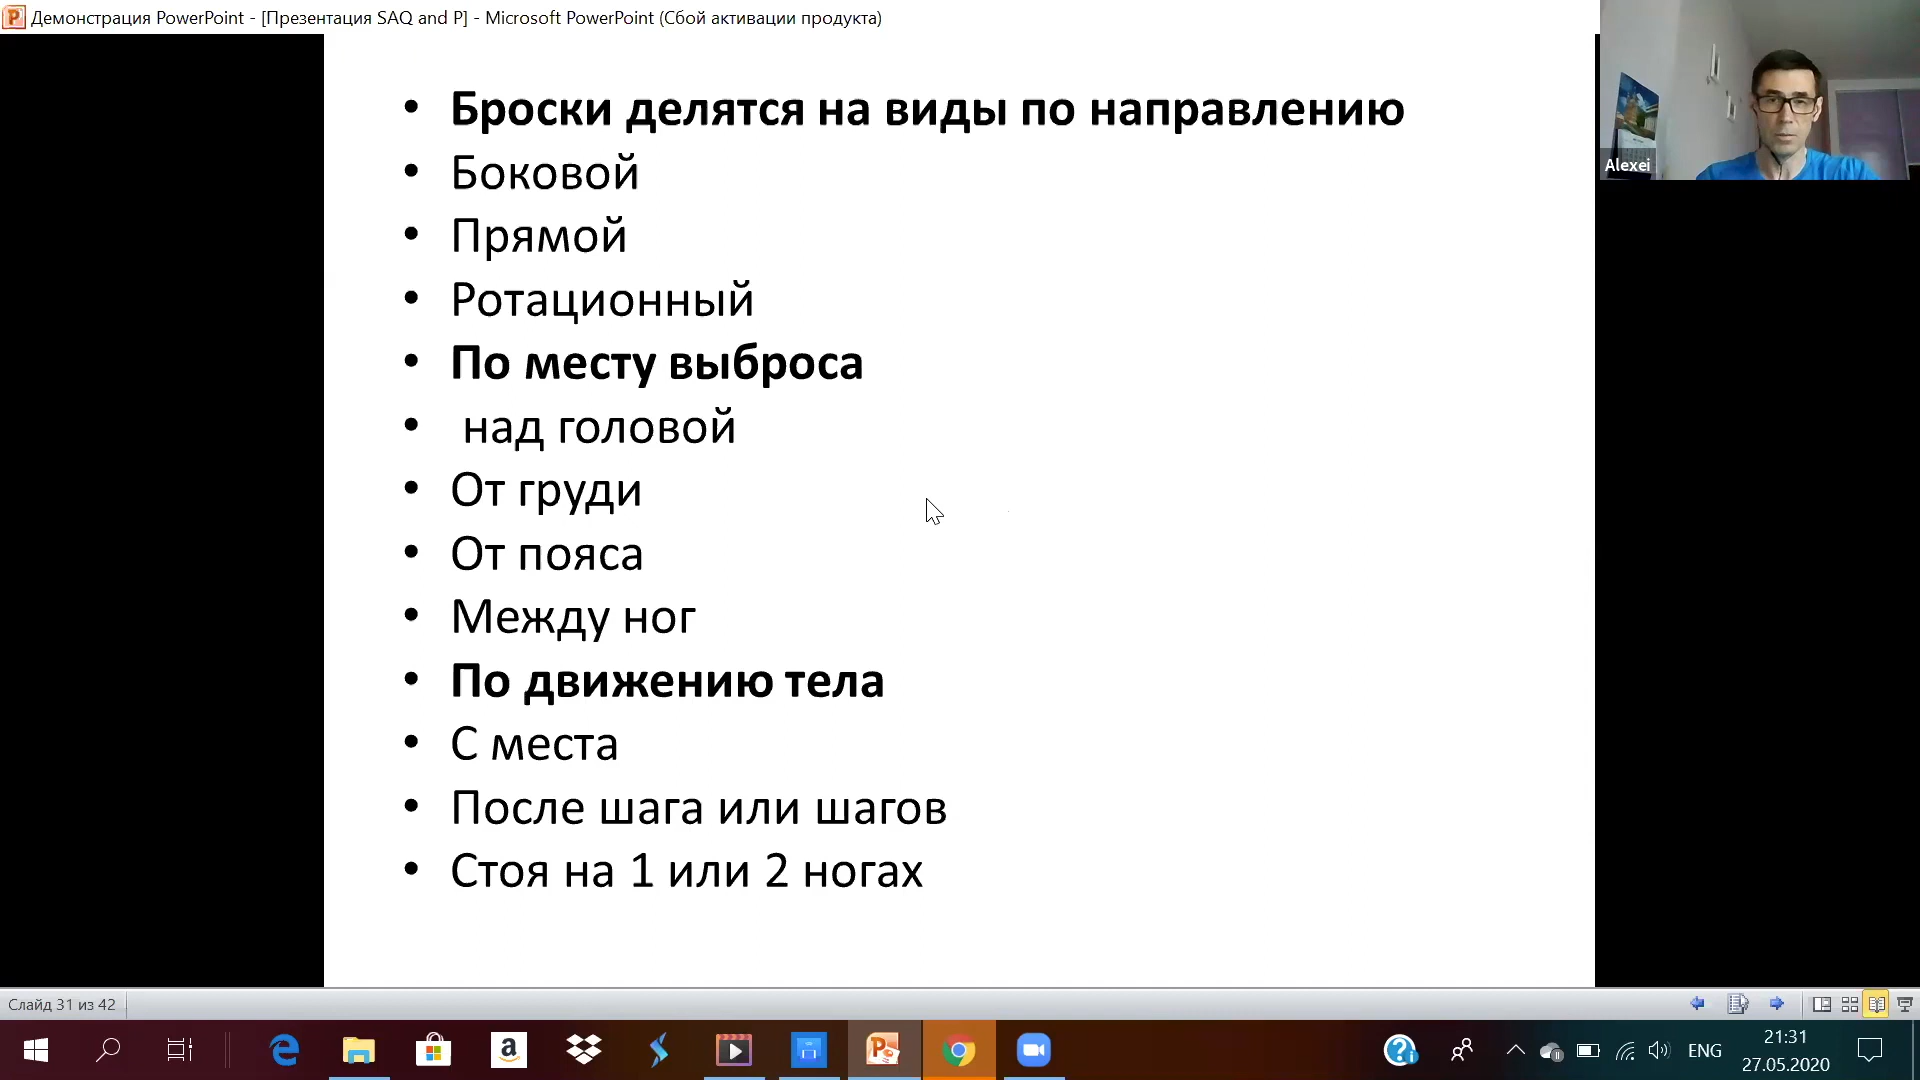 Демонстрация PowerPoint - [Презентация SAQ and P] - Microsoft PowerPoint (Сбой активации продукта)
• Броски делятся на виды по направлению
• Боковой
• Прямой
• Ротационный
• По месту выброса
• над головой
• От груди
• От пояса
• Между ног
• По движению тела
• С места
• После шага или шагов
• Стоя на 1 или 2 ногах
Alexei
Слайд 31 из 42
ENG
21:31
27.05.2020